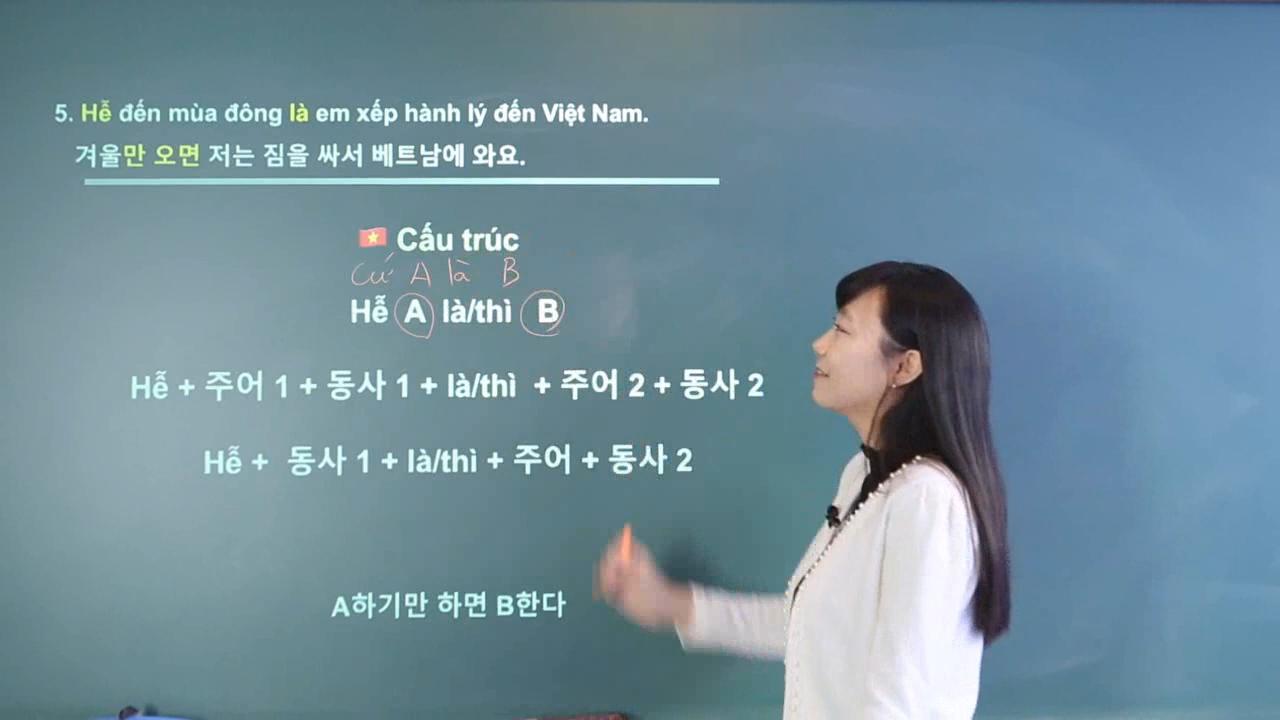 5. Hễ đến mùa đông là em xếp hành lý đến Việt Nam.
겨울만 오면 저는 짐을 싸서 베트남에 와요.
Cấu trúc
Cứ A là B
Hễ A là/thì B
Hễ + 주어 1 + 동사 1 + là/thì + 주어 2 + 동사 2
Hễ + 동사 1 + là/thì + 주어 + 동사 2
A하기만 하면 B한다